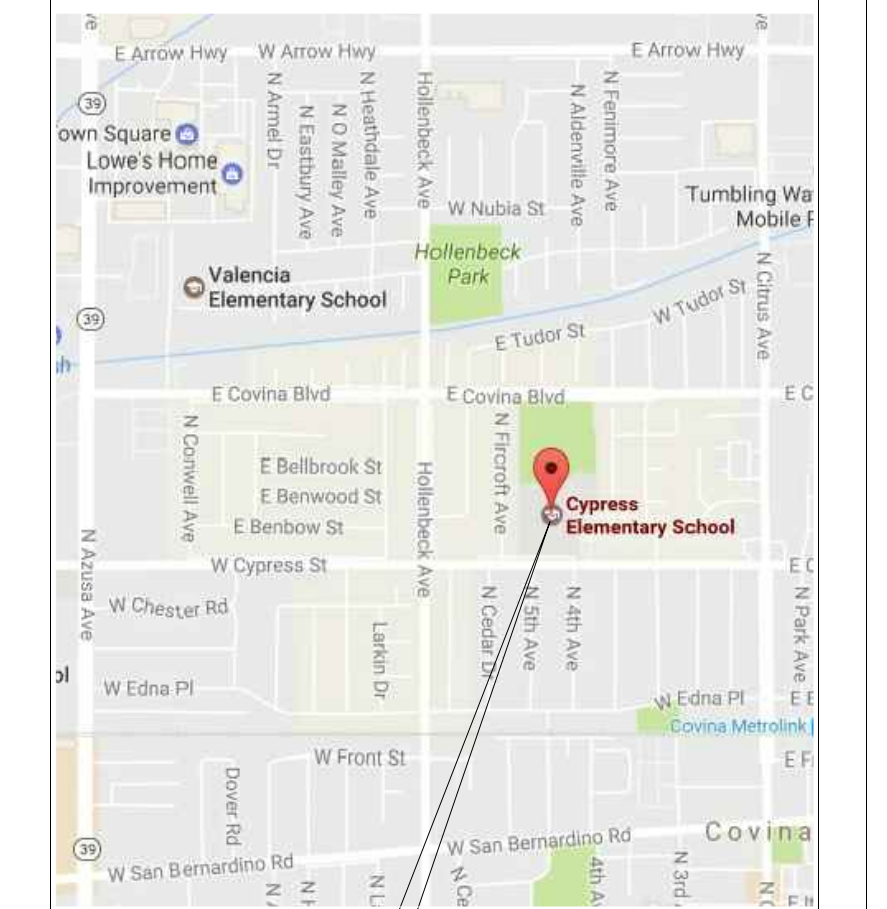 E Arrow Hwy
W Arrow Hwy
E Arrow Hwy
39
own Square
Lowe's Home
Improvement
N Armel Dr
N Eastbury Ave
N O Malley Ave
N Heathdale Ave
Hollenbeck Ave
N Aldenville Ave
N Fenimore Ave
W Nubia St
Tumbling Wa
Mobile
Hollenbeck
Park
Valencia
Elementary School
N Citrus Ave
39
E Tudor St
W Tudor St
E Covina Blvd
E Covina Blvd
E C
N Conwell Ave
E Bellbrook St
E Benwood St
E Benbow St
Hollenbeck Ave
N Fircroft Ave
Cypress
Elementary School
N Azusa Ave
W Cypress St
W Chester Rd
Larkin Dr
N Cedar Dr
N 5th Ave
N 4th Ave
N Park Ave
W Edna Pl
W Edna Pl
Covina Metrolink
W Front St
Dover Rd
W San Bernardino Rd
Covina
39
W San Bernardino Rd
4th
N 3rd